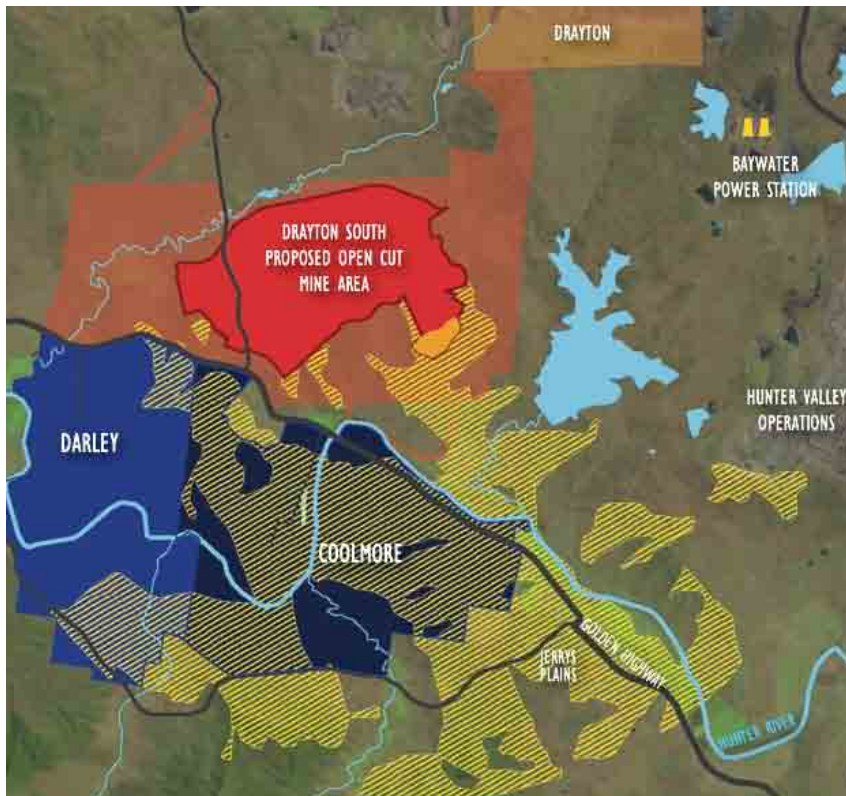 DRAYTON
BAYWATER
POWER STATION
DRAYTON SOUTH
PROPOSED OPEN CUT
MINE AREA
HUNTER VALLEY
OPERATIONS
DARLEY
COOLMORE
GOLDEN HIGHWAY
JERRYS
PLAINS
HUNTER RIVER